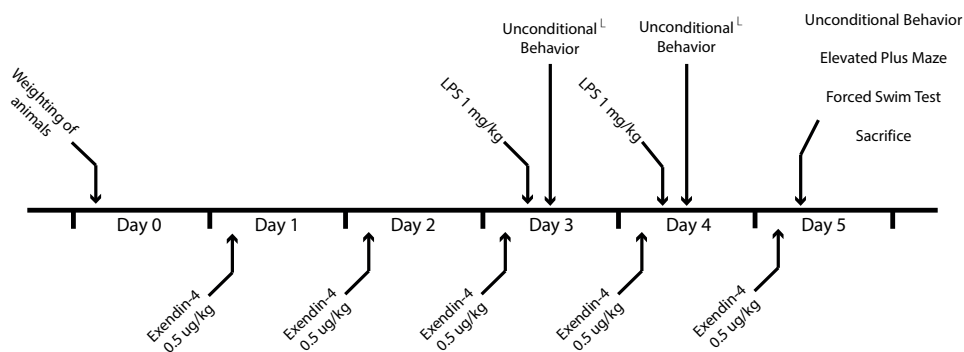 Unconditional L
Behavior
Unconditional L
Behavior
Unconditional Behavior
Elevated Plus Maze
Forced Swim Test
Sacrifice
Weighting of
animals
LPS 1 mg/kg
LPS 1 mg/kg
Day 0
Day 1
Day 2
Day 3
Day 4
Day 5
Exendin-4
0.5 ug/kg
Exendin-4
0.5 ug/kg
Exendin-4
0.5 ug/kg
Exendin-4
0.5 ug/kg
Exendin-4
0.5 ug/kg